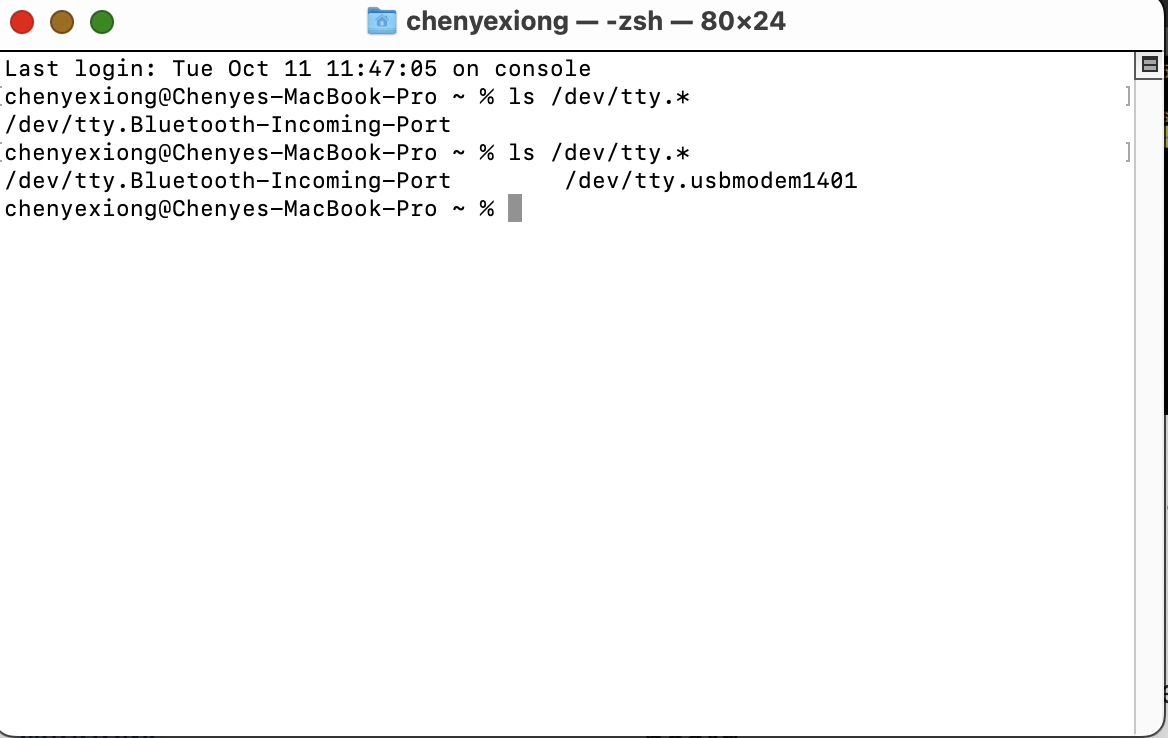 chenyexiong — -zsh — 80×24
Last login: Tue Oct 11 11:47:05 on console
[chenyexiong@Chenyes-MacBook-Pro ~ % ls /dev/tty.* ]
/dev/tty.Bluetooth-Incoming-Port
[chenyexiong@Chenyes-MacBook-Pro ~ % ls /dev/tty.* ]
/dev/tty.Bluetooth-Incoming-Port /dev/tty.usbmodem1401
chenyexiong@Chenyes-MacBook-Pro ~ %